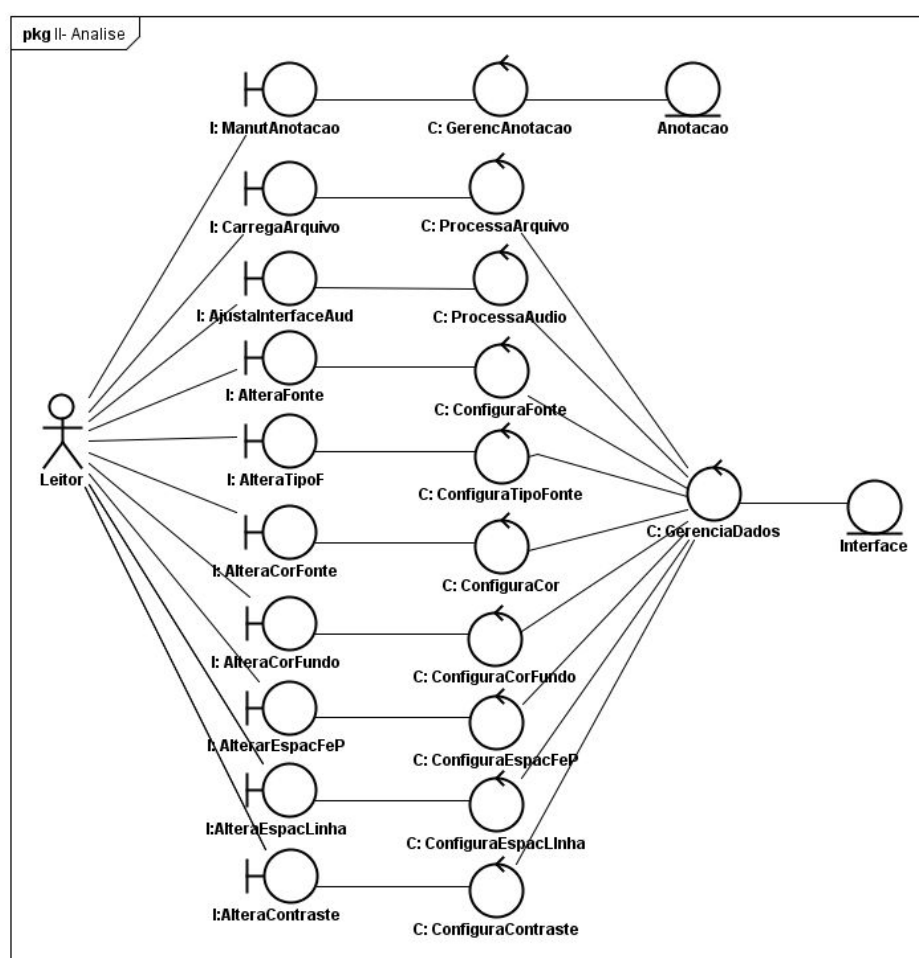 pkg II- Analise
I: ManutAnotacao
C: GerencAnotacao
Anotacao
I: CarregaArquivo
C: ProcessaArquivo
I: AjustaInterfaceAud
C: ProcessaAudio
I: AlteraFonte
C: ConfiguraFonte
Leitor
I: AlteraTipoF
C: ConfiguraTipoFonte
C: GerenciaDados
Interface
I: AlteraCorFonte
C: ConfiguraCor
I: AlteraCorFundo
C: ConfiguraCorFundo
I: AlterarEspacFeP
C: ConfiguraEspacFeP
I:AlteraEspacLinha
C: ConfiguraEspacLInha
I:AlteraContraste
C: ConfiguraContraste